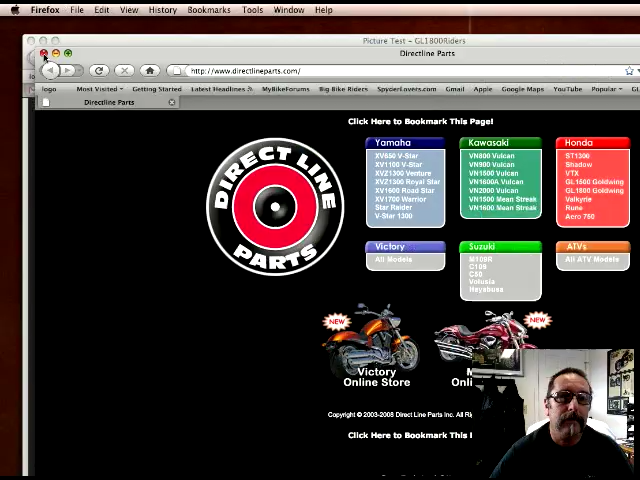 Firefox File Edit View History Bookmarks Tools Window Help
Picture Test - GL1800Riders
Directline Parts
http://www.directlineparts.com/
logo Most Visited Getting Started Latest Headlines MyBikeForums Big Bike Riders SpyderLovers.com Gmail Apple Google Maps YouTube Popular
Directline Parts
Click Here to Bookmark This Page!
DIRECT LINE
PARTS
Yamaha
XV650 V-Star
XV1100 V-Star
XVZ1300 Venture
XVZ1300 Royal Star
XV1600 Road Star
XV1700 Warrior
Star Raider
V-Star 1300
Kawasaki
VN800 Vulcan
VN900 Vulcan
VN1500 Vulcan
VN1600A Vulcan
VN2000 Vulcan
VN1500 Mean Streak
VN1600 Mean Streak
Honda
ST1300
Shadow
VTX
GL1500 Goldwing
GL1800 Goldwing
Valkyrie
Rune
Aero 750
Victory
All Models
Suzuki
M109R
C109
C50
Volusia
Hayabusa
ATVs
All ATV Models
NEW
NEW
Victory
Online Store
M
Onli
Copyright © 2003-2008 Direct Line Parts Inc. All Rig
Click Here to Bookmark This